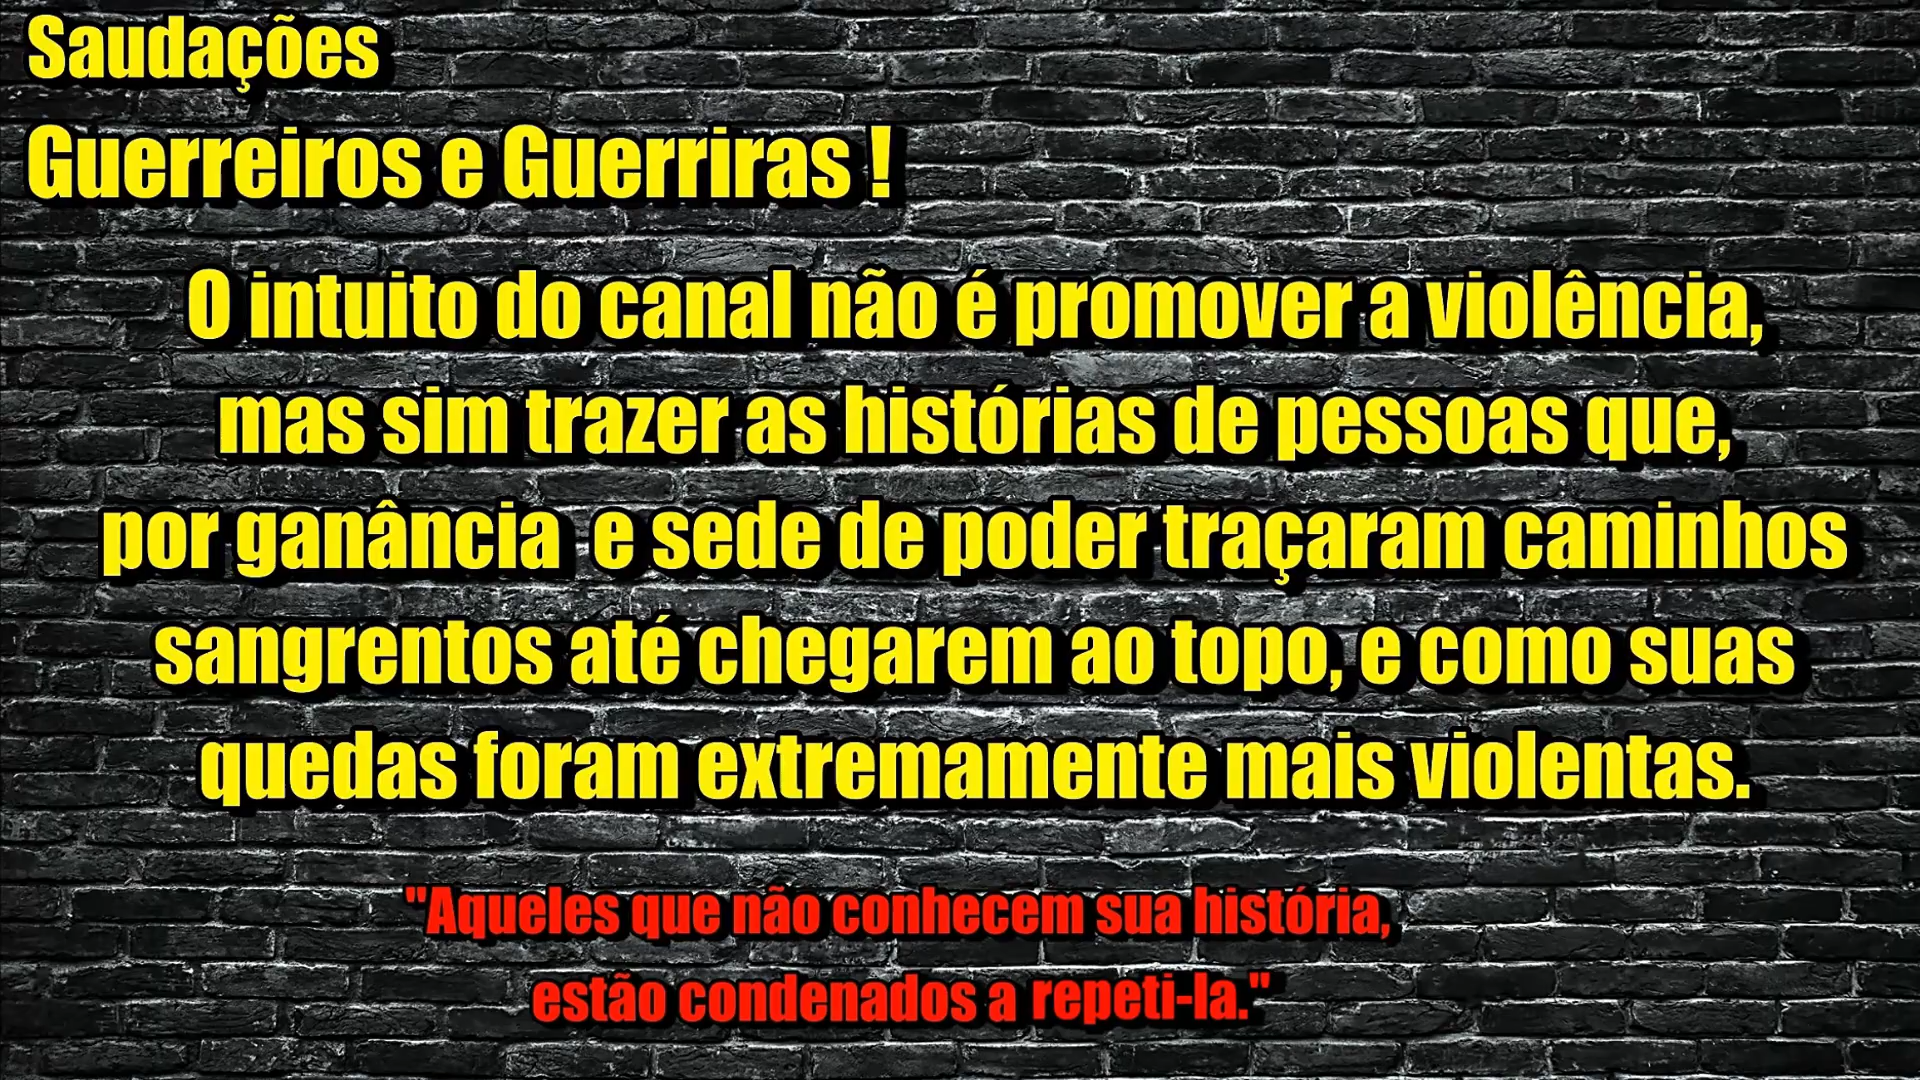 Saudações
Guerreiros e Guerriras !
O intuito do canal não é promover a violência,
mas sim trazer as histórias de pessoas que,
por ganância e sede de poder traçaram caminhos
sangrentos até chegarem ao topo, e como suas
quedas foram extremamente mais violentas.
"Aqueles que não conhecem sua história,
estão condenados a repeti-la."